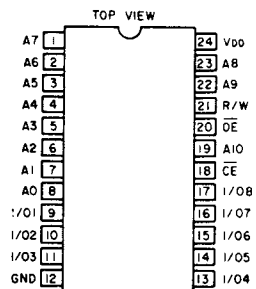 TOP VIEW
A7 1 24 VDD
A6 2 23 A8
A5 3 22 A9
A4 4 21 R/W
A3 5 20 O̅E̅
A2 6 19 A10
A1 7 18 C̅E̅
A0 8 17 I/O8
I/O1 9 16 I/O7
I/O2 10 15 I/O6
I/O3 11 14 I/O5
GND 12 13 I/O4